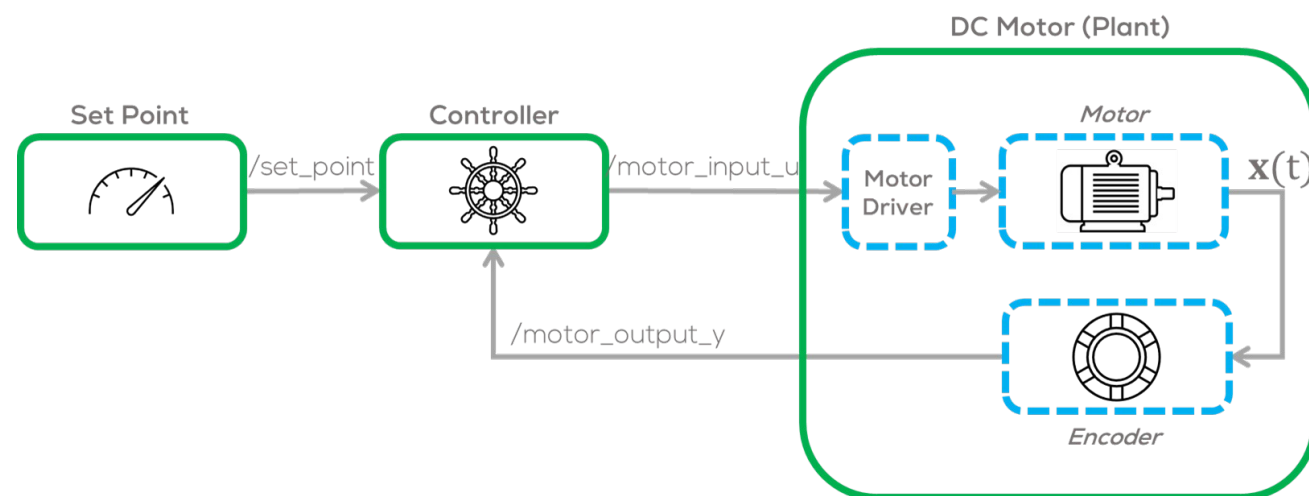 DC Motor (Plant)
Set Point
Controller
Motor
/set_point
/motor_input_u
Motor
Driver
x(t)
/motor_output_y
Encoder